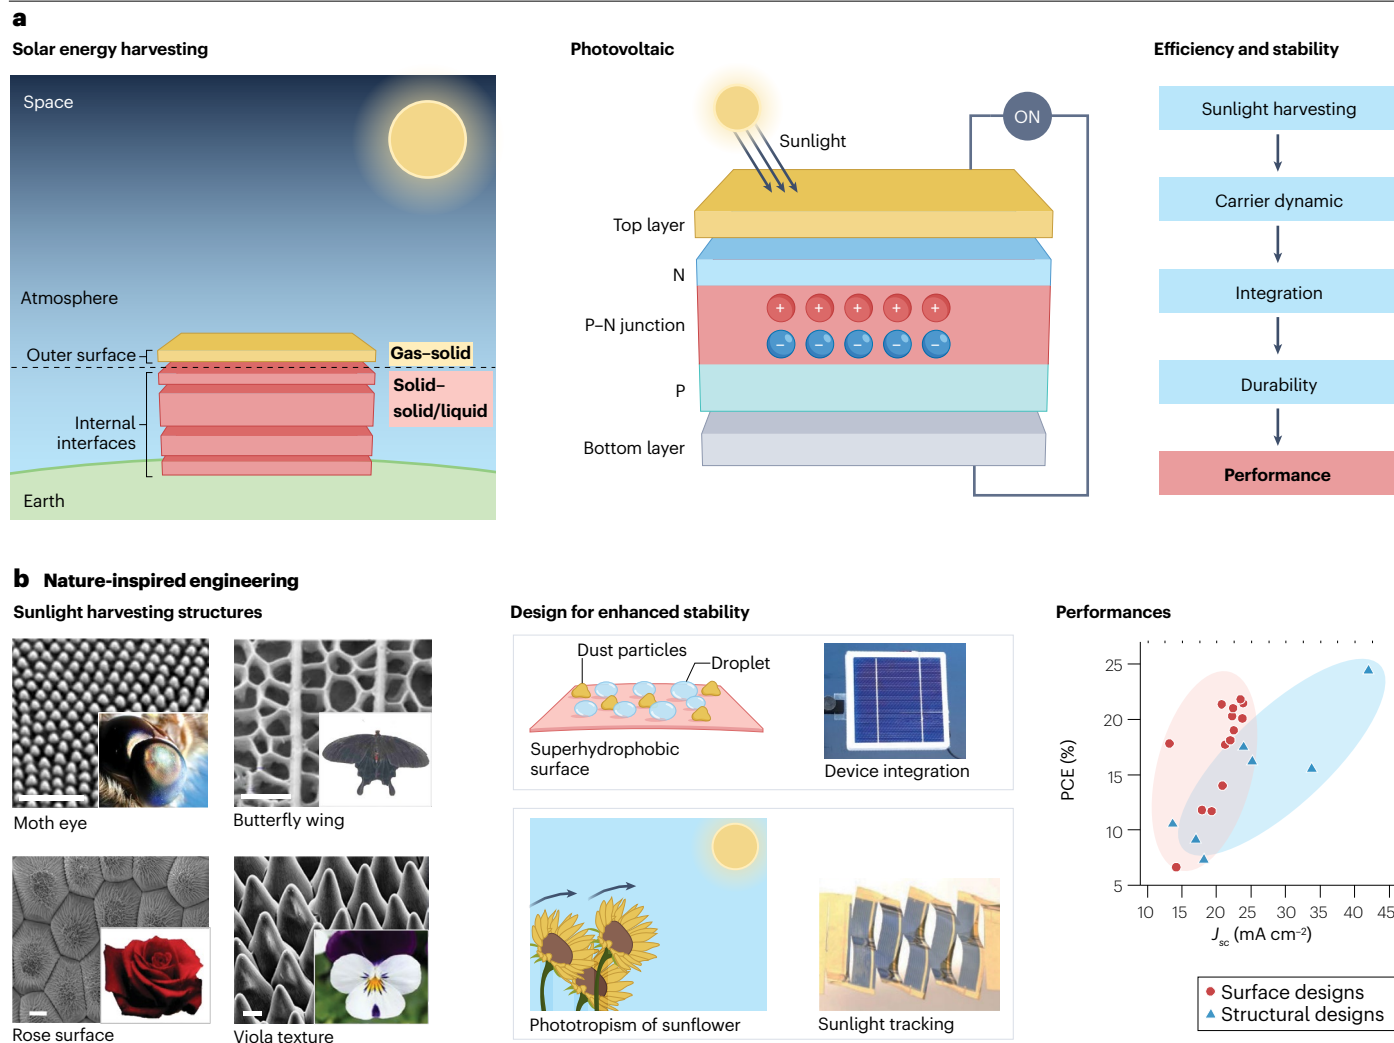 a
Solar energy harvesting
Space
Atmosphere
Outer surface
Gas–solid
Solid–
solid/liquid
Internal
interfaces
Earth
Photovoltaic
Sunlight
ON
Top layer
N
+ + + + +
P–N junction
– – – – –
P
Bottom layer
Efficiency and stability
Sunlight harvesting
Carrier dynamic
Integration
Durability
Performance
b Nature-inspired engineering
Sunlight harvesting structures
Moth eye
Butterfly wing
Rose surface
Viola texture
Design for enhanced stability
Dust particles
Droplet
Superhydrophobic
surface
Device integration
Phototropism of sunflower
Sunlight tracking
Performances
PCE (%)
25
20
15
10
5
10 15 20 25 30 35 40 45
Jsc (mA cm–2)
Surface designs
Structural designs